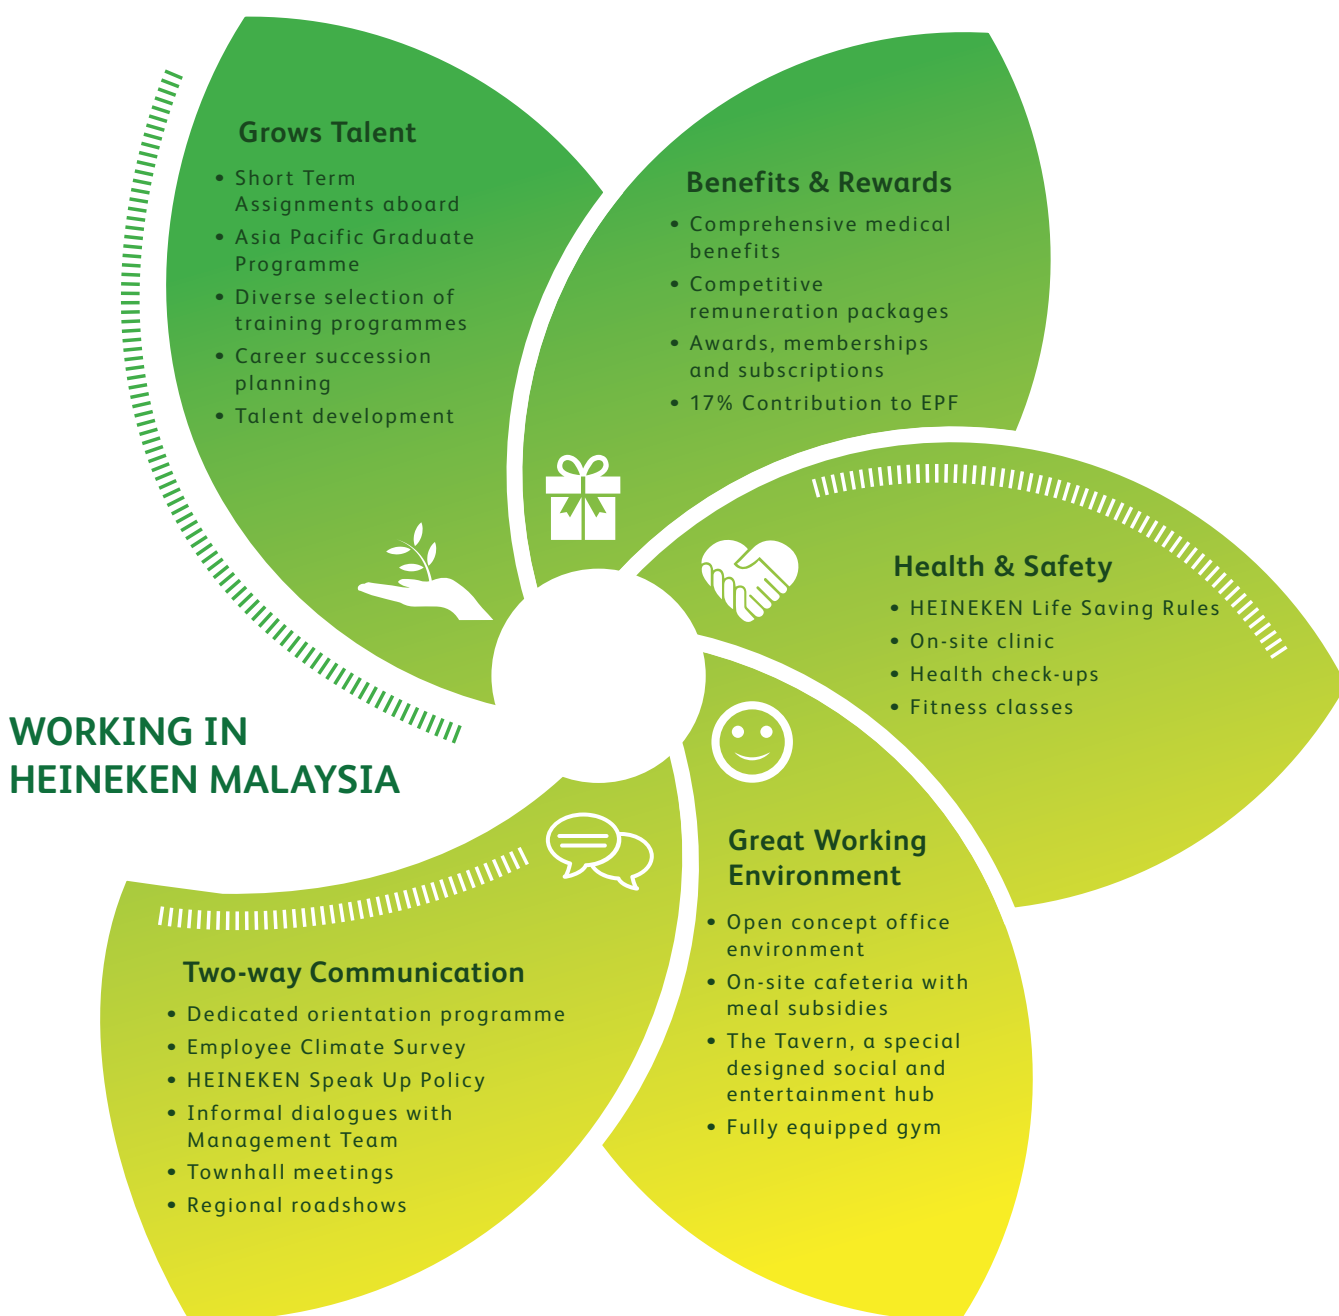 Grows Talent
• Short Term
Assignments aboard
• Asia Pacific Graduate
Programme
• Diverse selection of
training programmes
• Career succession
planning
• Talent development
Benefits & Rewards
• Comprehensive medical
benefits
• Competitive
remuneration packages
• Awards, memberships
and subscriptions
• 17% Contribution to EPF
Health & Safety
• HEINEKEN Life Saving Rules
• On-site clinic
• Health check-ups
• Fitness classes
WORKING IN
HEINEKEN MALAYSIA
Great Working
Environment
• Open concept office
environment
• On-site cafeteria with
meal subsidies
• The Tavern, a special
designed social and
entertainment hub
• Fully equipped gym
Two-way Communication
• Dedicated orientation programme
• Employee Climate Survey
• HEINEKEN Speak Up Policy
• Informal dialogues with
Management Team
• Townhall meetings
• Regional roadshows